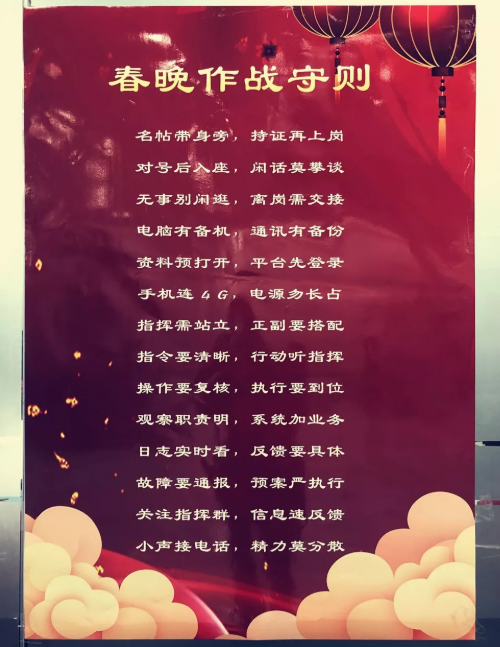 春晚作战守则
名帖带身旁，持证再上岗
对号后入座，闲话莫攀谈
无事别闲逛，离岗需交接
电脑有备机，通讯有备份
资料预打开，平台先登录
手机连4G，电源勿长占
指挥需站立，正副要搭配
指令要清晰，行动听指挥
操作要复核，执行要到位
观察职责明，系统加业务
日志实时看，反馈要具体
故障要通报，预案严执行
关注指挥群，信息速反馈
小声接电话，精力莫分散